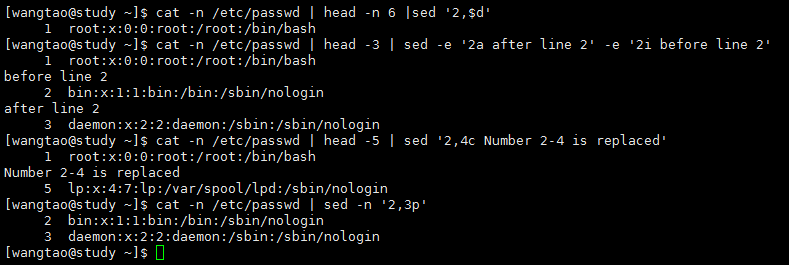 [wangtao@study ~]$ cat -n /etc/passwd | head -n 6 |sed '2,$d'
     1  root:x:0:0:root:/root:/bin/bash
[wangtao@study ~]$ cat -n /etc/passwd | head -3 | sed -e '2a after line 2' -e '2i before line 2'
     1  root:x:0:0:root:/root:/bin/bash
before line 2
     2  bin:x:1:1:bin:/bin:/sbin/nologin
after line 2
     3  daemon:x:2:2:daemon:/sbin:/sbin/nologin
[wangtao@study ~]$ cat -n /etc/passwd | head -5 | sed '2,4c Number 2-4 is replaced'
     1  root:x:0:0:root:/root:/bin/bash
Number 2-4 is replaced
     5  lp:x:4:7:lp:/var/spool/lpd:/sbin/nologin
[wangtao@study ~]$ cat -n /etc/passwd | sed -n '2,3p'
     2  bin:x:1:1:bin:/bin:/sbin/nologin
     3  daemon:x:2:2:daemon:/sbin:/sbin/nologin
[wangtao@study ~]$